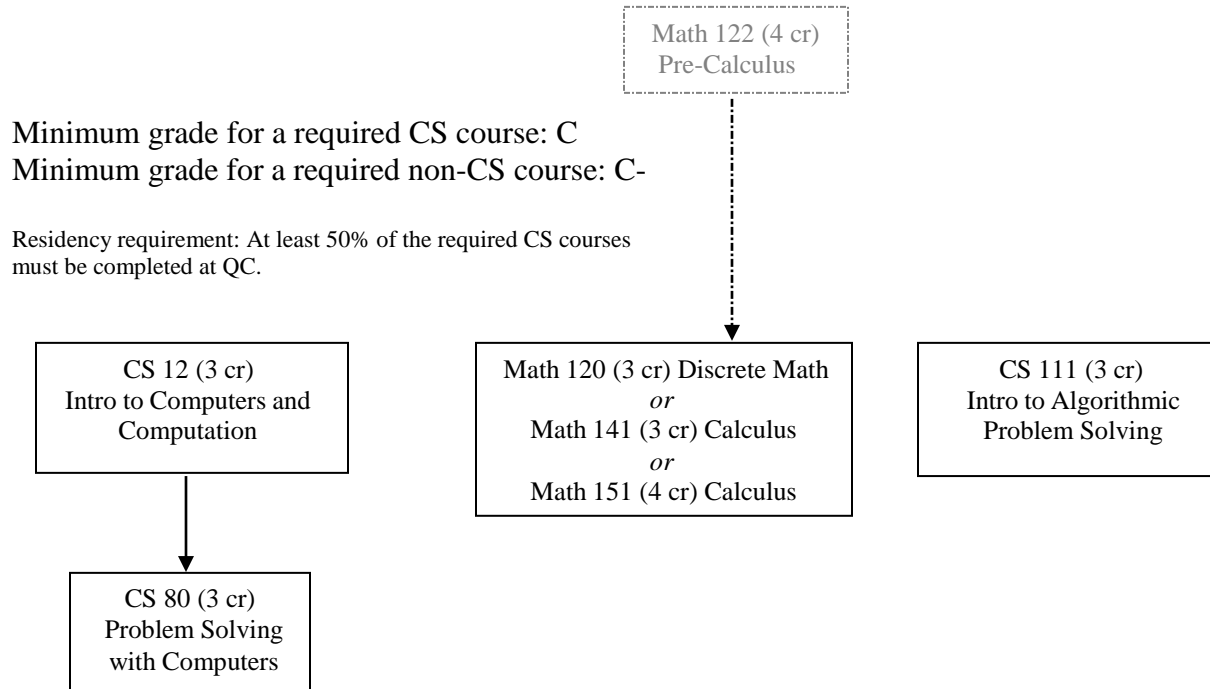 Math 122 (4 cr)
Pre-Calculus
Minimum grade for a required CS course: C
Minimum grade for a required non-CS course: C-
Residency requirement: At least 50% of the required CS courses
must be completed at QC.
CS 12 (3 cr)
Intro to Computers and
Computation
Math 120 (3 cr) Discrete Math
or
Math 141 (3 cr) Calculus
or
Math 151 (4 cr) Calculus
CS 111 (3 cr)
Intro to Algorithmic
Problem Solving
CS 80 (3 cr)
Problem Solving
with Computers